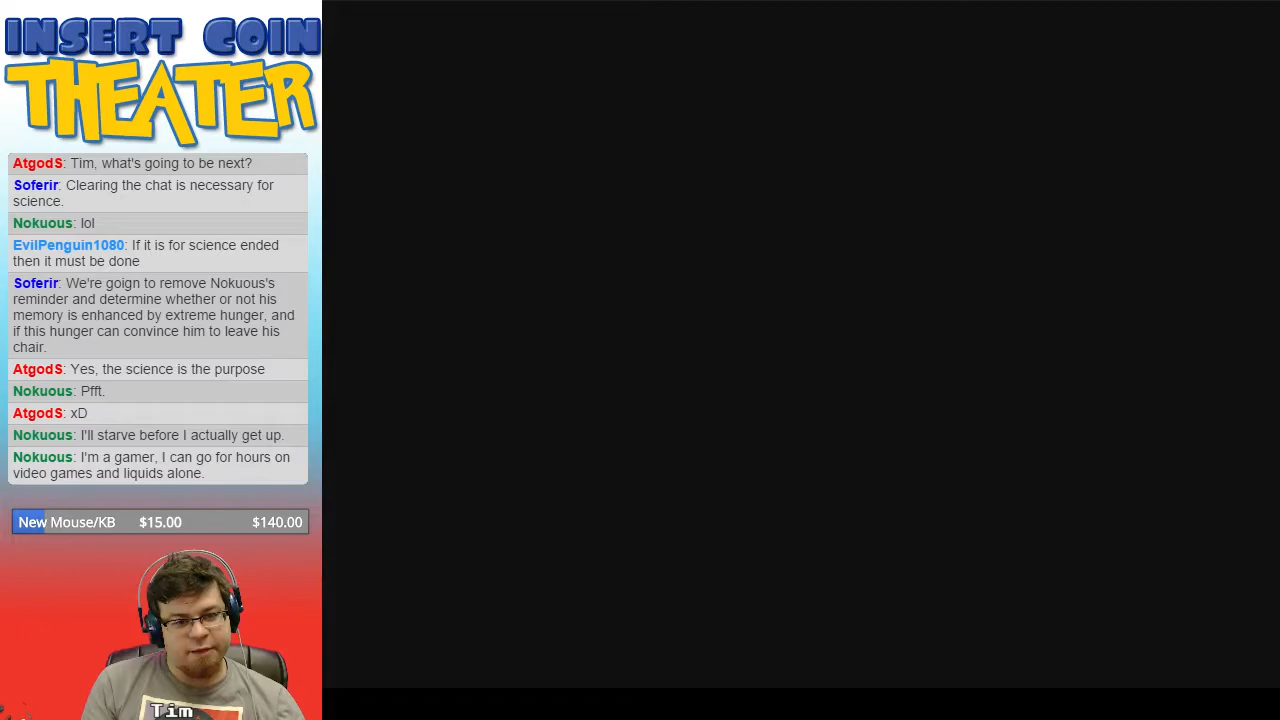 INSERT COIN
THEATER
AtgodS: Tim, what's going to be next?
Soferir: Clearing the chat is necessary for
science.
Nokuous: lol
EvilPenguin1080: If it is for science ended
then it must be done
Soferir: We're goign to remove Nokuous's
reminder and determine whether or not his
memory is enhanced by extreme hunger, and
if this hunger can convince him to leave his
chair.
AtgodS: Yes, the science is the purpose
Nokuous: Pfft.
AtgodS: xD
Nokuous: I'll starve before I actually get up.
Nokuous: I'm a gamer, I can go for hours on
video games and liquids alone.
New Mouse/KB $15.00 $140.00
Tim